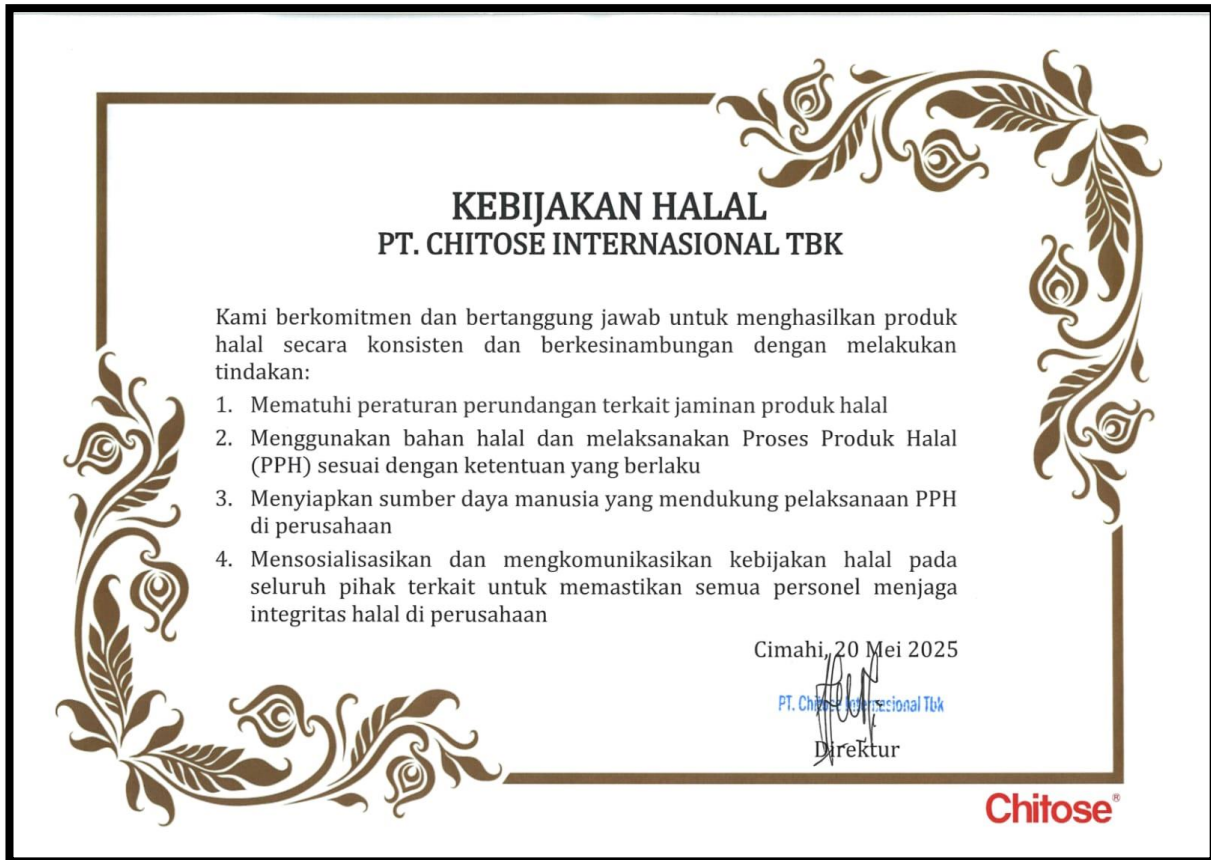 KEBIJAKAN HALAL
PT. CHITOSE INTERNASIONAL TBK
Kami berkomitmen dan bertanggung jawab untuk menghasilkan produk
halal secara konsisten dan berkesinambungan dengan melakukan
tindakan:
1. Mematuhi peraturan perundangan terkait jaminan produk halal
2. Menggunakan bahan halal dan melaksanakan Proses Produk Halal
(PPH) sesuai dengan ketentuan yang berlaku
3. Menyiapkan sumber daya manusia yang mendukung pelaksanaan PPH
di perusahaan
4. Mensosialisasikan dan mengkomunikasikan kebijakan halal pada
seluruh pihak terkait untuk memastikan semua personel menjaga
integritas halal di perusahaan
Cimahi, 20 Mei 2025
PT. Chitose Internasional Tbk
Direktur
Chitose®